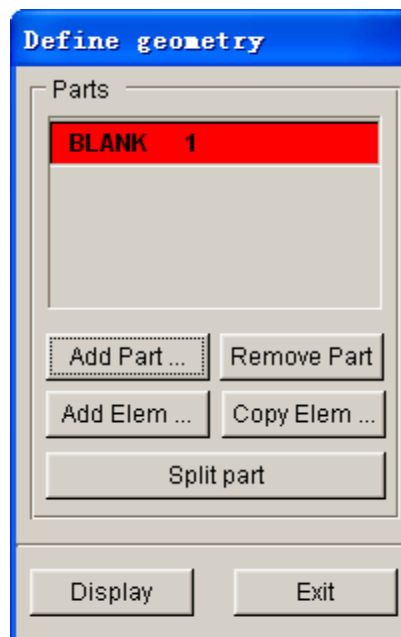 Define geometry
Parts
BLANK 1
Add Part ... Remove Part
Add Elem ... Copy Elem ...
Split part
Display Exit